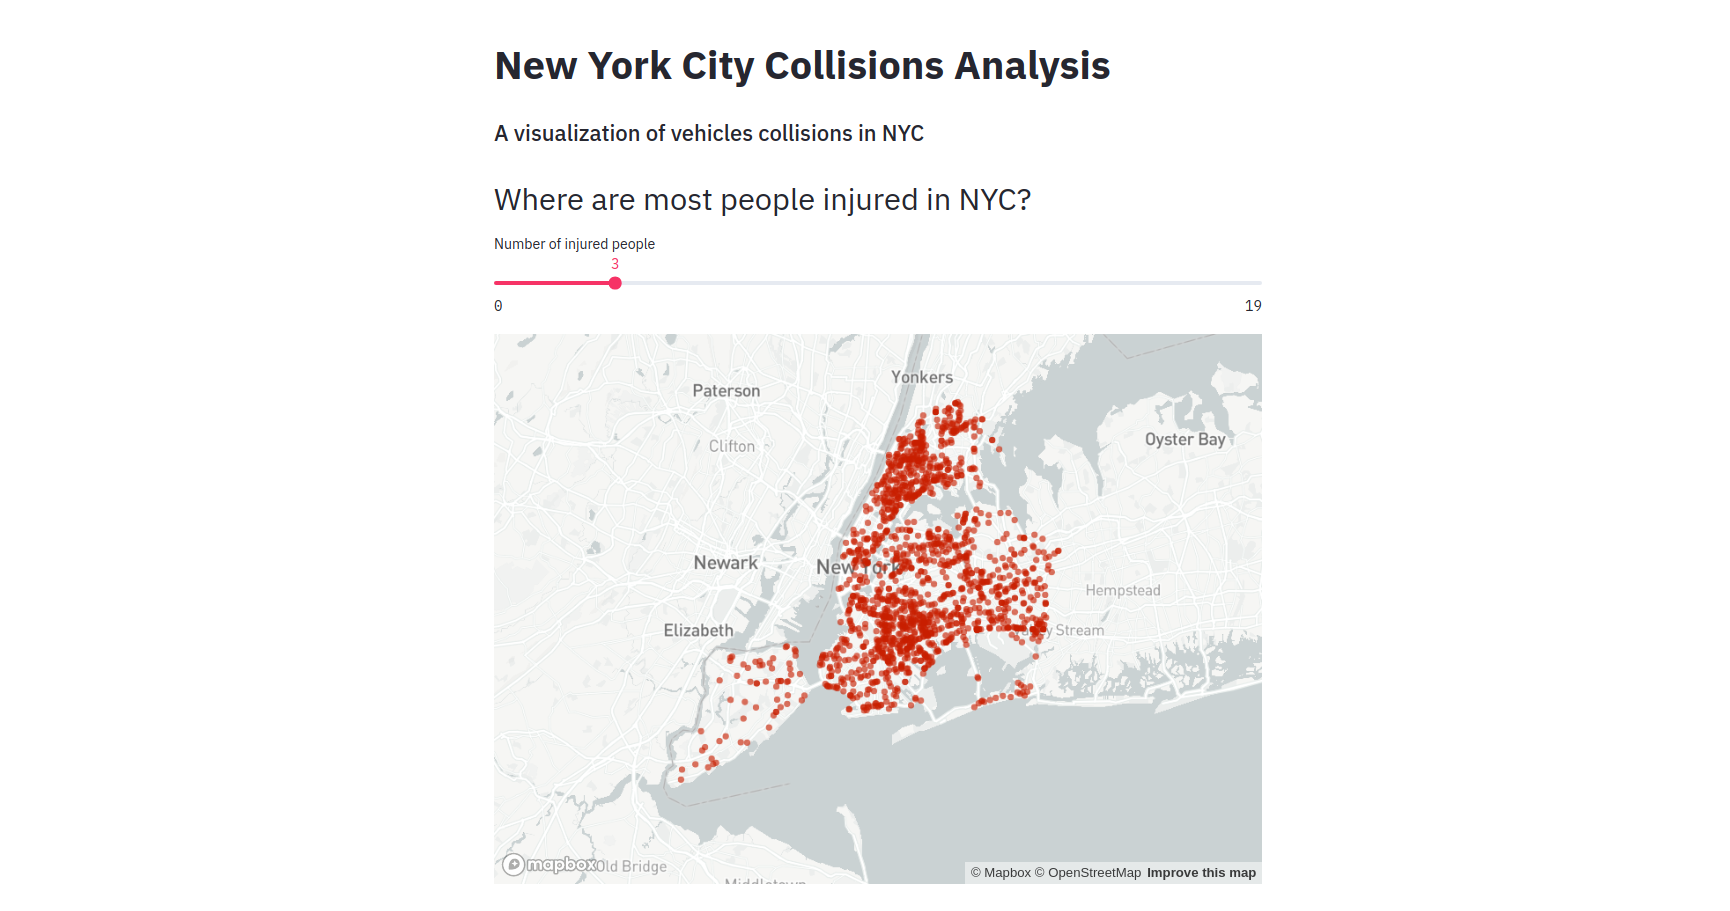 New York City Collisions Analysis
A visualization of vehicles collisions in NYC
Where are most people injured in NYC?
Number of injured people
3
0 19
Yonkers
Paterson
Oyster Bay
Clifton
Newark
New York
Hempstead
Elizabeth
Stream
mapbox
Old Bridge
Middletown
© Mapbox © OpenStreetMap Improve this map